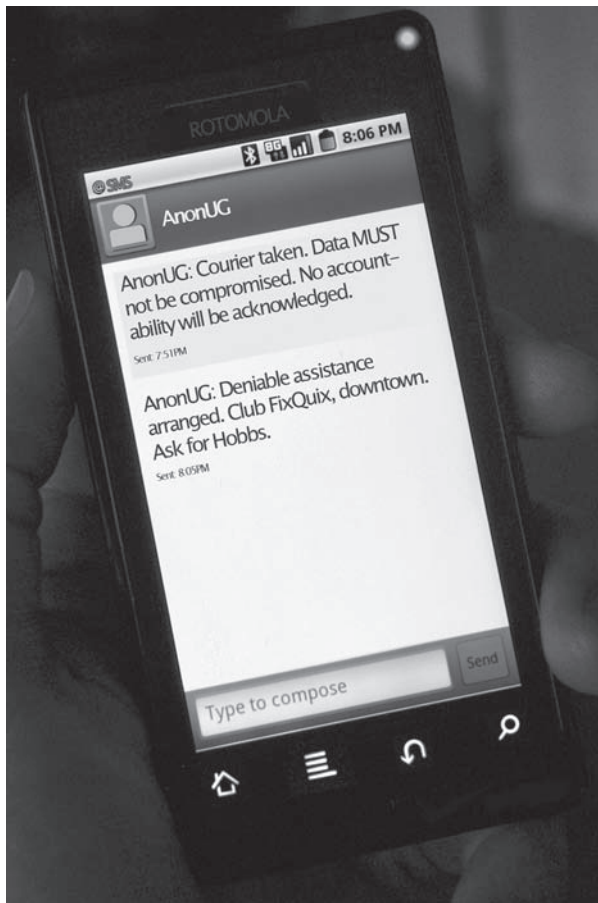 ROTOMOLA
@SMS 8G 8:06 PM
AnonUG
AnonUG: Courier taken. Data MUST
not be compromised. No account–
ability will be acknowledged.
Sent: 7:51PM
AnonUG: Deniable assistance
arranged. Club FixQuix, downtown.
Ask for Hobbs.
Sent: 8:05PM
Type to compose
Send